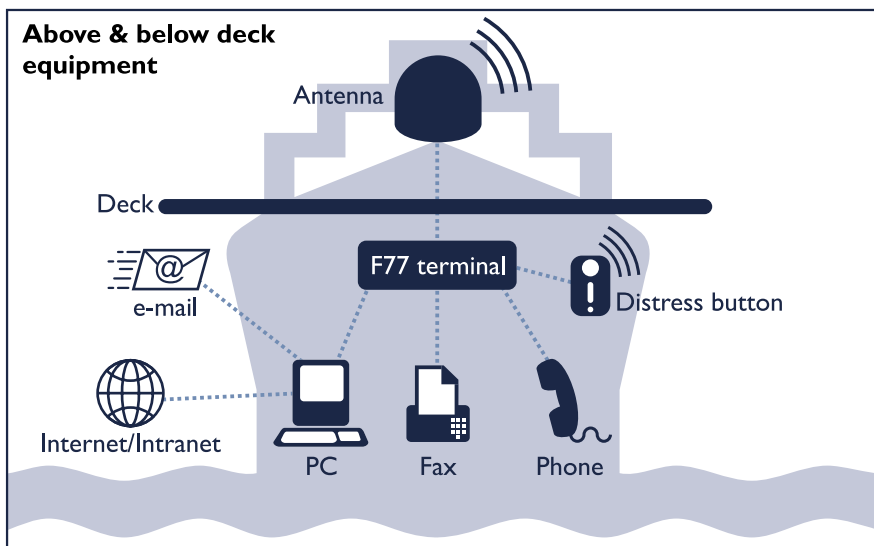 Above & below deck
equipment
Antenna
Deck
F77 terminal
@
e-mail
Distress button
Internet/Intranet
PC
Fax
Phone